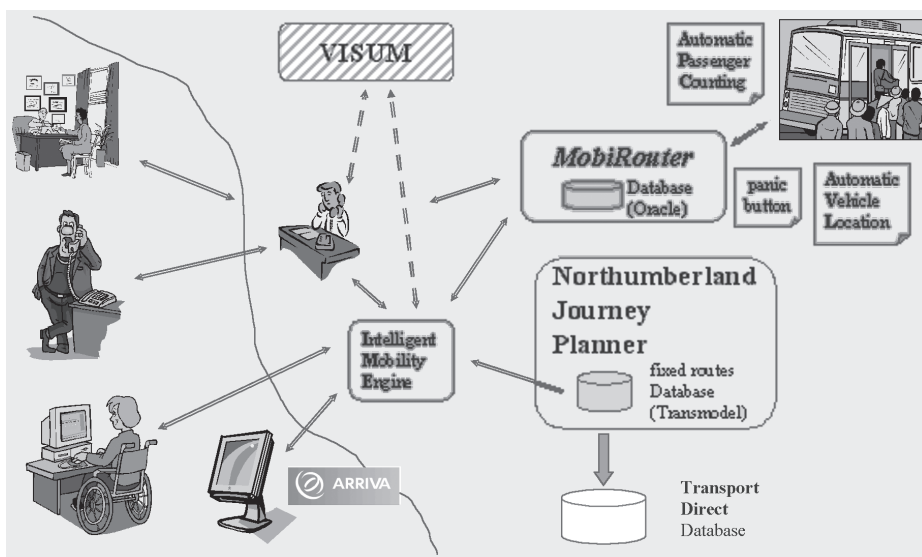 VISUM
Automatic
Passenger
Counting
MobiRouter
Database
(Oracle)
panic
button
Automatic
Vehicle
Location
Northumberland
Journey
Planner
fixed routes
Database
(Transmodel)
Intelligent
Mobility
Engine
ARRIVA
Transport
Direct
Database